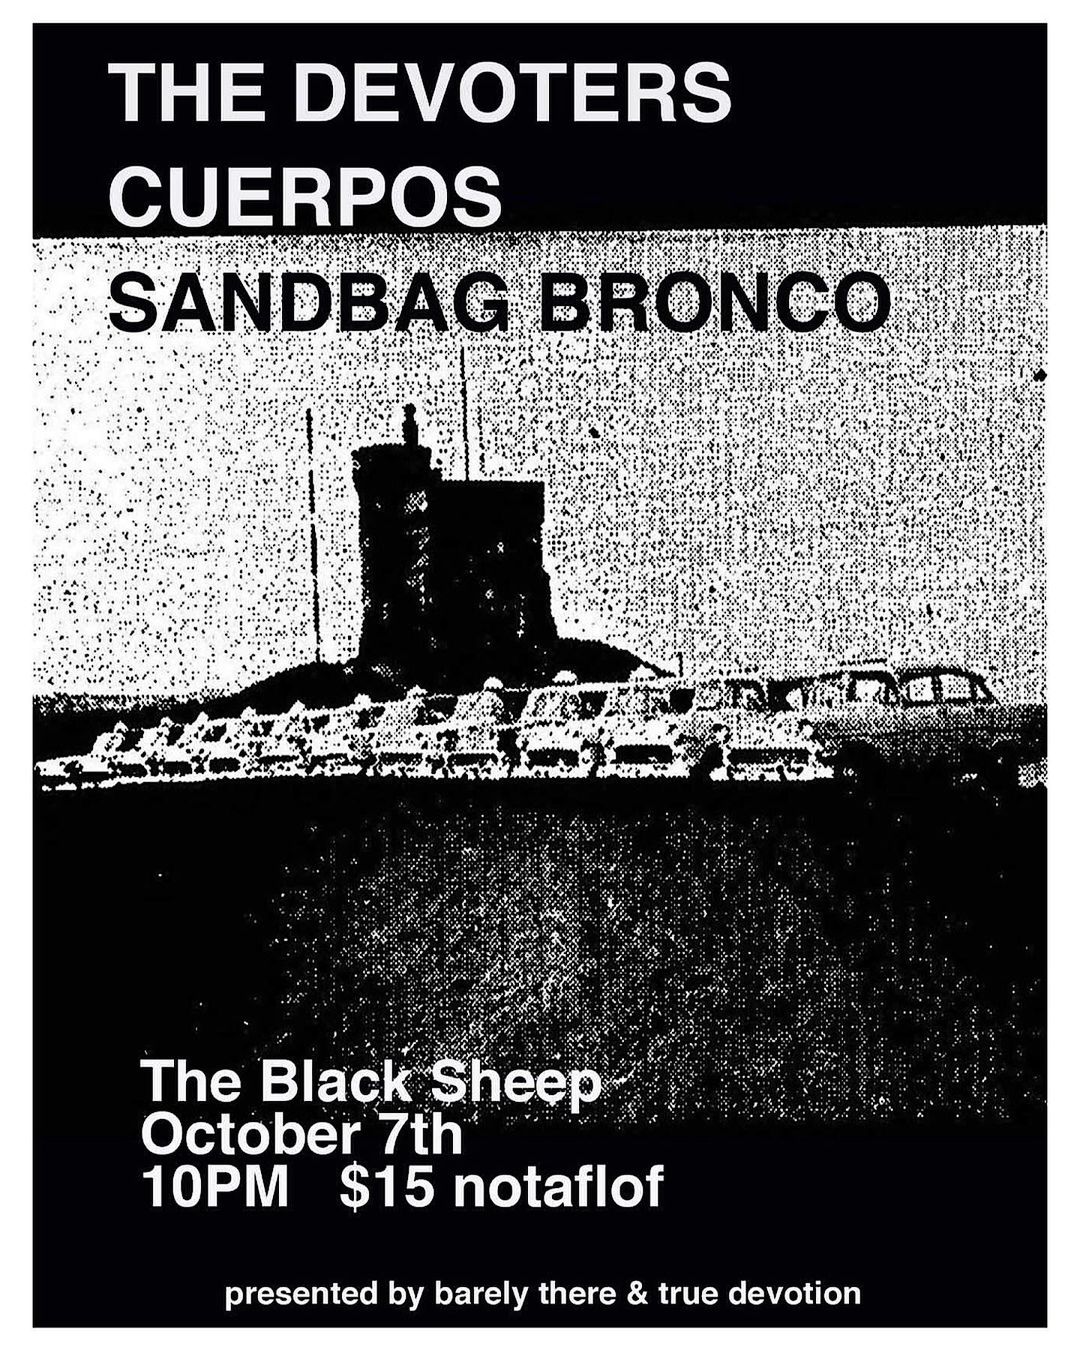 THE DEVOTERS
CUERPOS
SANDBAG BRONCO
The Black Sheep
October 7th
10PM $15 notaflof
presented by barely there & true devotion